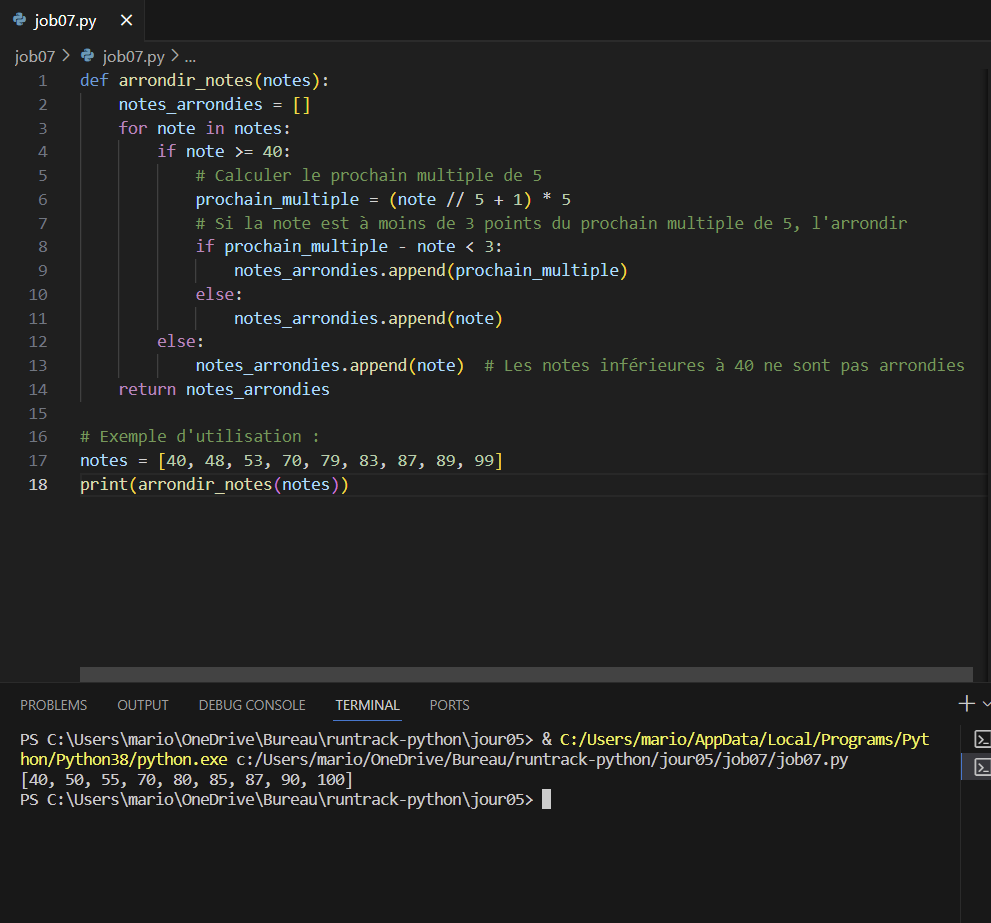 job07.py ×
job07 > job07.py > ...
1 def arrondir_notes(notes):
2     notes_arrondies = []
3     for note in notes:
4         if note >= 40:
5             # Calculer le prochain multiple de 5
6             prochain_multiple = (note // 5 + 1) * 5
7             # Si la note est à moins de 3 points du prochain multiple de 5, l'arrondir
8             if prochain_multiple - note < 3:
9                 notes_arrondies.append(prochain_multiple)
10             else:
11                 notes_arrondies.append(note)
12         else:
13             notes_arrondies.append(note)  # Les notes inférieures à 40 ne sont pas arrondies
14     return notes_arrondies
15
16 # Exemple d'utilisation :
17 notes = [40, 48, 53, 70, 79, 83, 87, 89, 99]
18 print(arrondir_notes(notes))
PROBLEMS OUTPUT DEBUG CONSOLE TERMINAL PORTS
PS C:\Users\mario\OneDrive\Bureau\runtrack-python\jour05> & C:/Users/mario/AppData/Local/Programs/Pyt
hon/Python38/python.exe c:/Users/mario/OneDrive/Bureau/runtrack-python/jour05/job07/job07.py
[40, 50, 55, 70, 80, 85, 87, 90, 100]
PS C:\Users\mario\OneDrive\Bureau\runtrack-python\jour05>